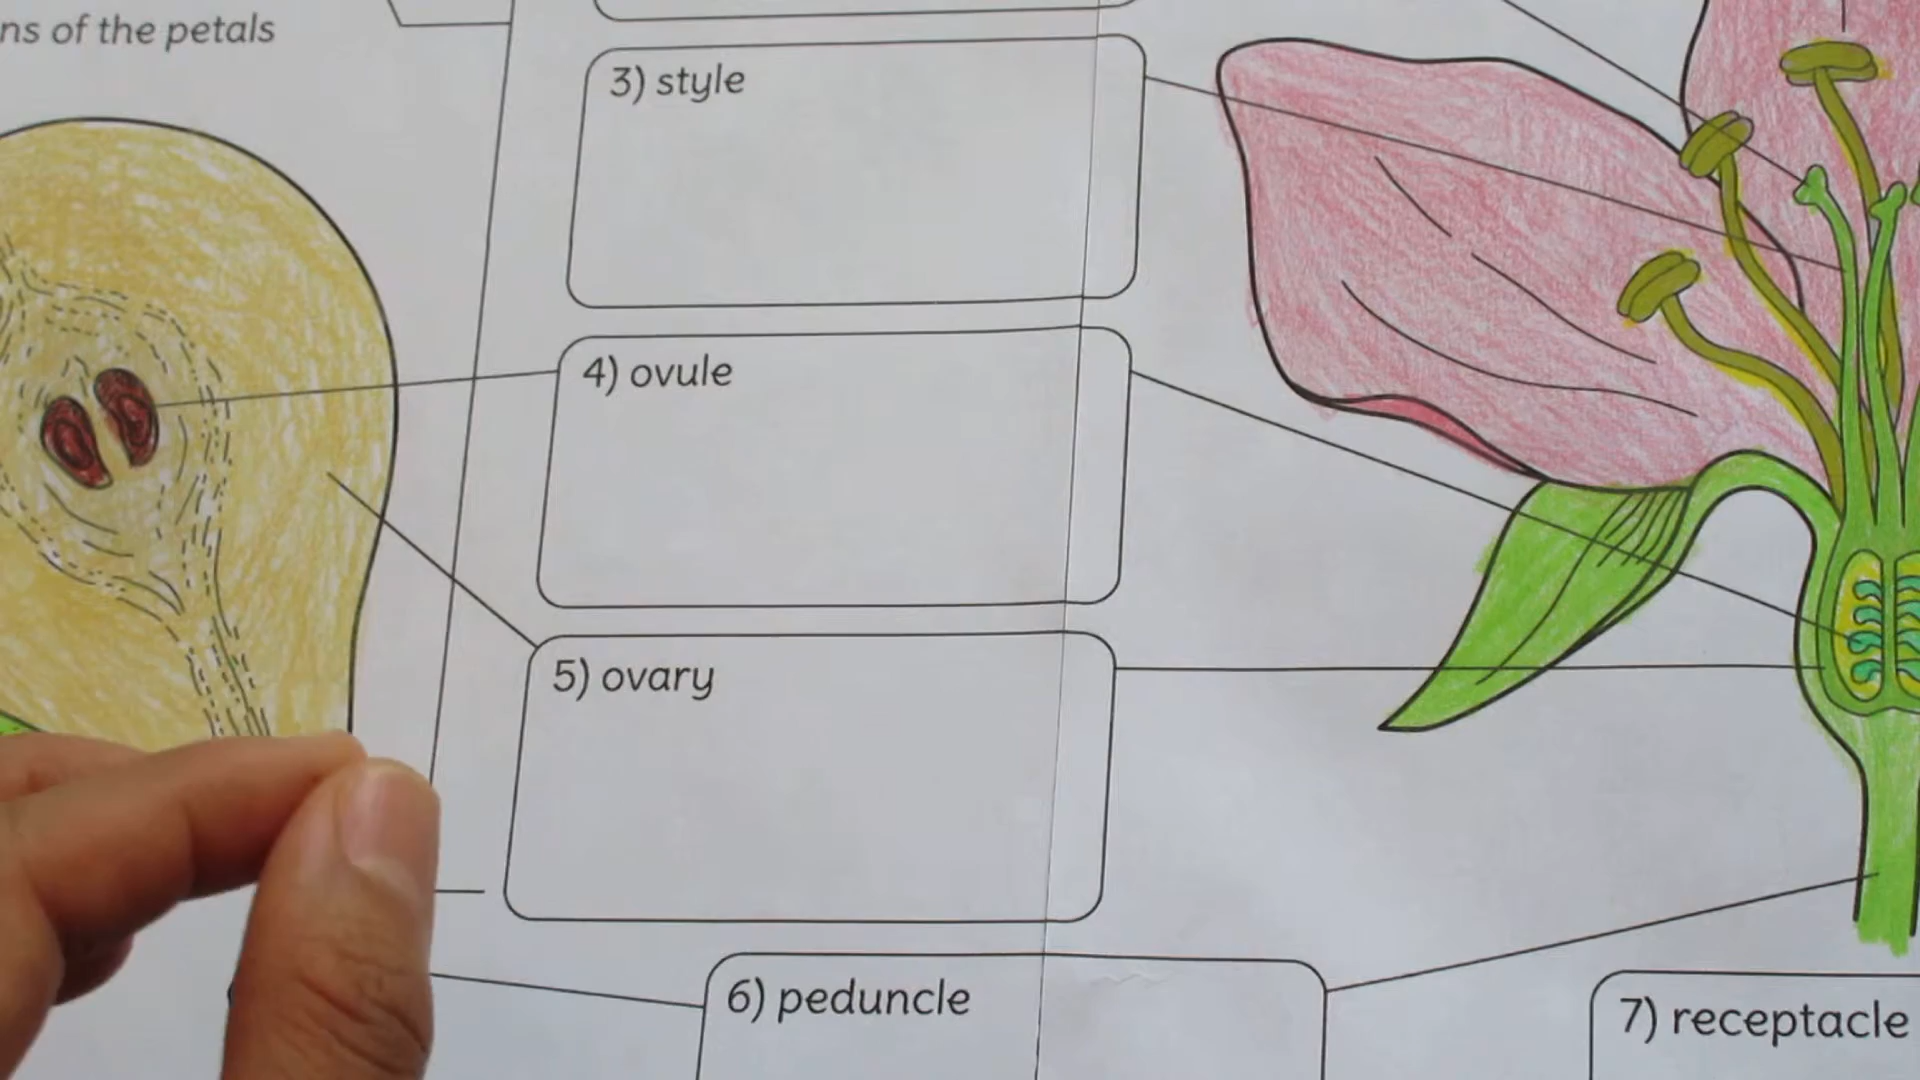 ns of the petals
3) style
4) ovule
5) ovary
6) peduncle
7) receptacle